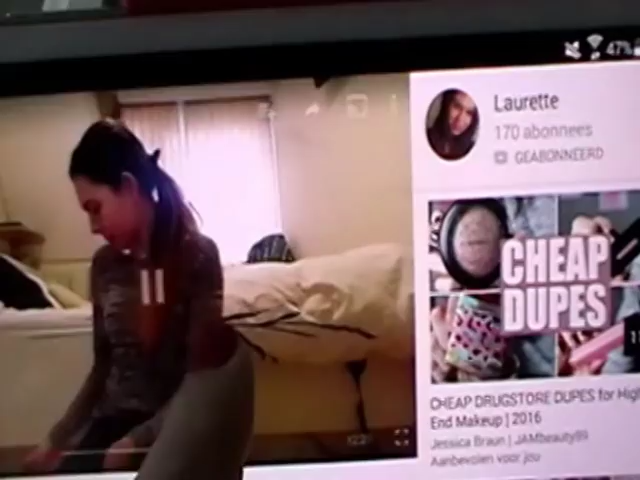 47%
Laurette
170 abonnees
GEABONNEERD
CHEAP
DUPES
CHEAP DRUGSTORE DUPES for High
End Makeup | 2016
Jessica Braun | JAMbeauty89
Aanbevolen voor jou